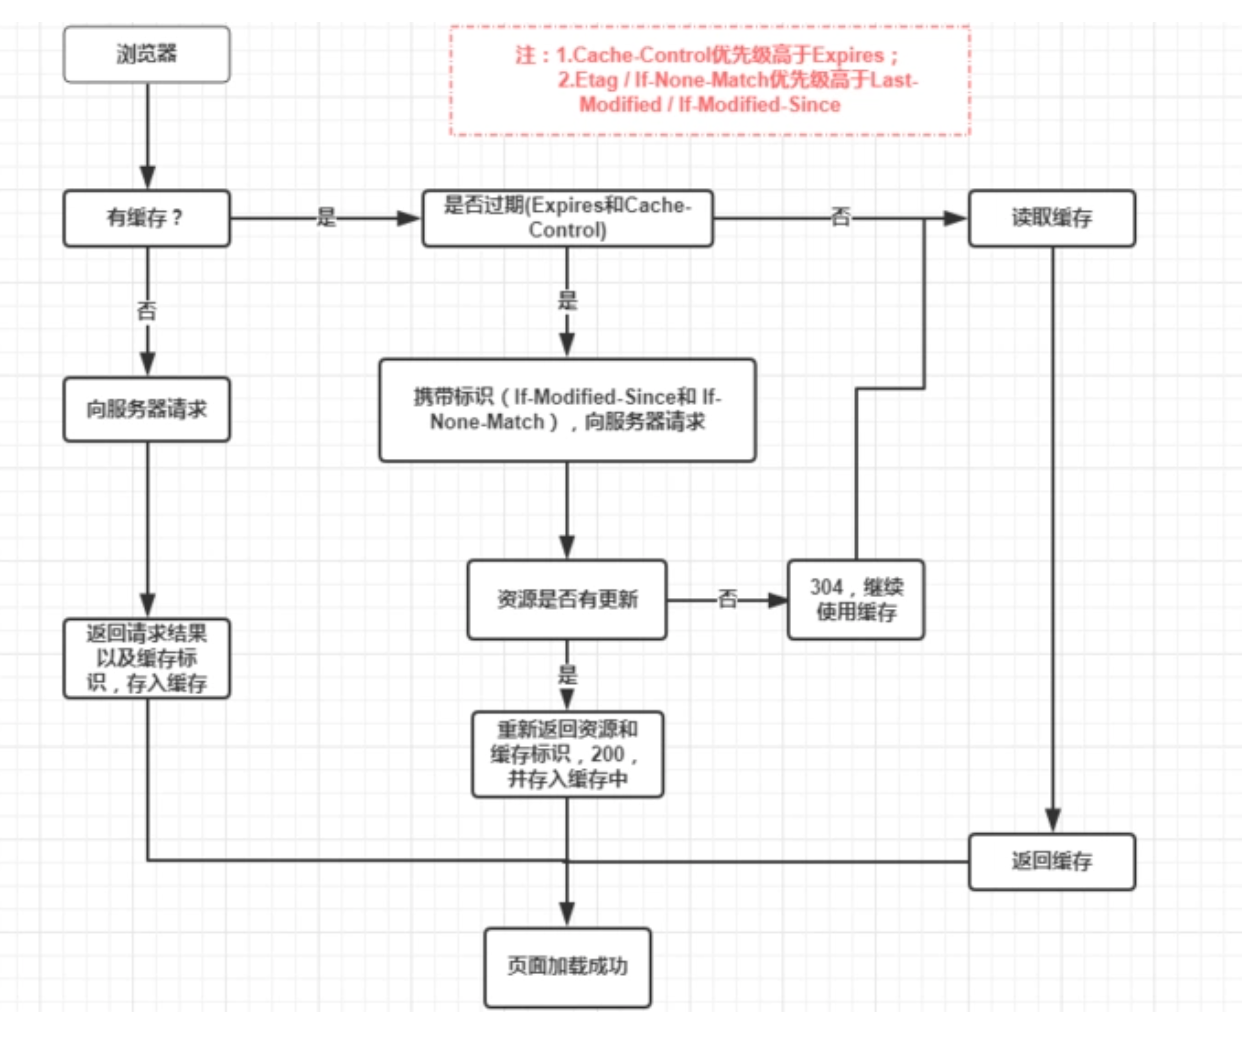 浏览器
注：1.Cache-Control优先级高于Expires；
2.Etag / If-None-Match优先级高于Last-
Modified / If-Modified-Since
有缓存？
是
是否过期(Expires和Cache-
Control)
否
读取缓存
否
是
向服务器请求
携带标识（If-Modified-Since和 If-
None-Match），向服务器请求
资源是否有更新
否
304，继续
使用缓存
返回请求结果
以及缓存标
识，存入缓存
是
重新返回资源和
缓存标识，200，
并存入缓存中
返回缓存
页面加载成功